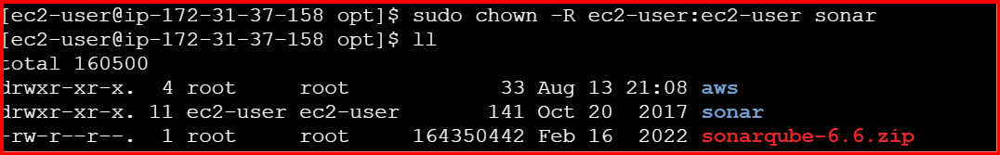 [ec2-user@ip-172-31-37-158 opt]$ sudo chown -R ec2-user:ec2-user sonar
[ec2-user@ip-172-31-37-158 opt]$ ll
total 160500
drwxr-xr-x.  4 root     root            33 Aug 13 21:08 aws
drwxr-xr-x. 11 ec2-user ec2-user       141 Oct 20  2017 sonar
-rw-r--r--.  1 root     root     164350442 Feb 16  2022 sonarqube-6.6.zip